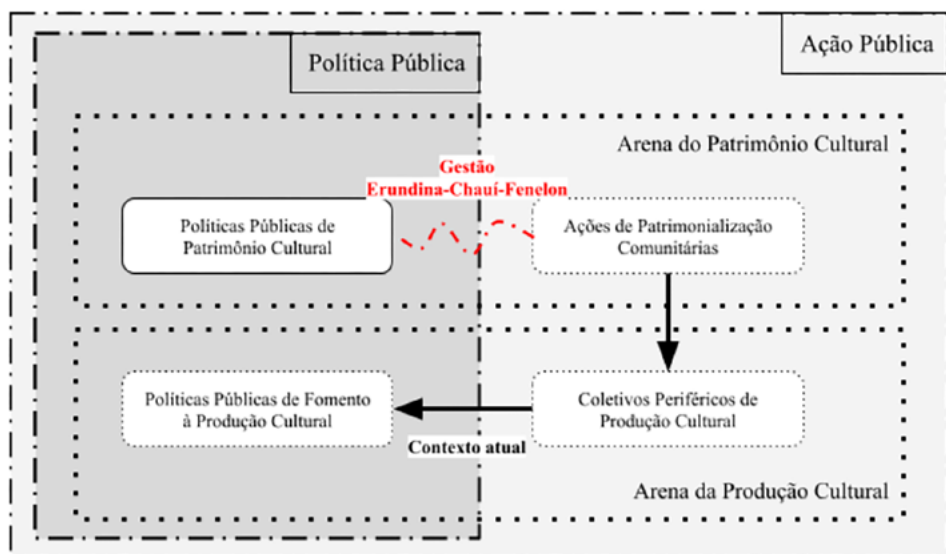 Ação Pública
Política Pública
Arena do Patrimônio Cultural
Gestão
Erundina-Chauí-Fenelon
Políticas Públicas de
Patrimônio Cultural
Ações de Patrimonialização
Comunitárias
Políticas Públicas de Fomento
à Produção Cultural
Coletivos Periféricos de
Produção Cultural
Contexto atual
Arena da Produção Cultural